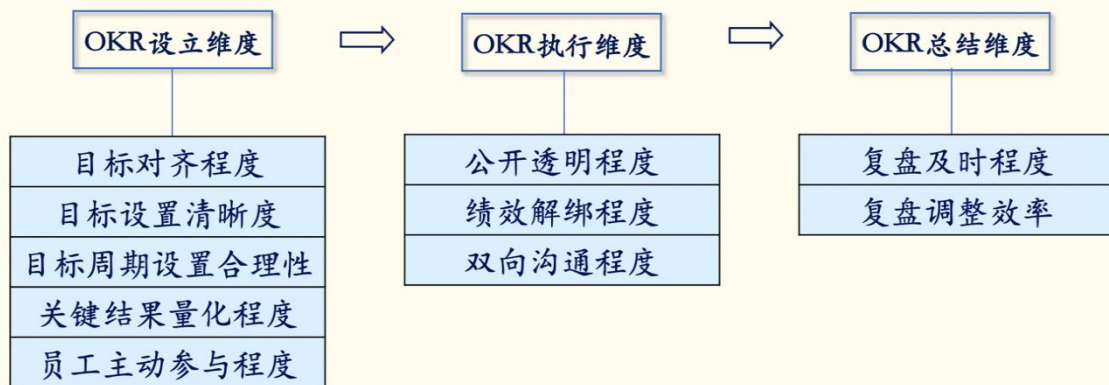 OKR设立维度
目标对齐程度
目标设置清晰度
目标周期设置合理性
关键结果量化程度
员工主动参与程度
OKR执行维度
公开透明程度
绩效解绑程度
双向沟通程度
OKR总结维度
复盘及时程度
复盘调整效率